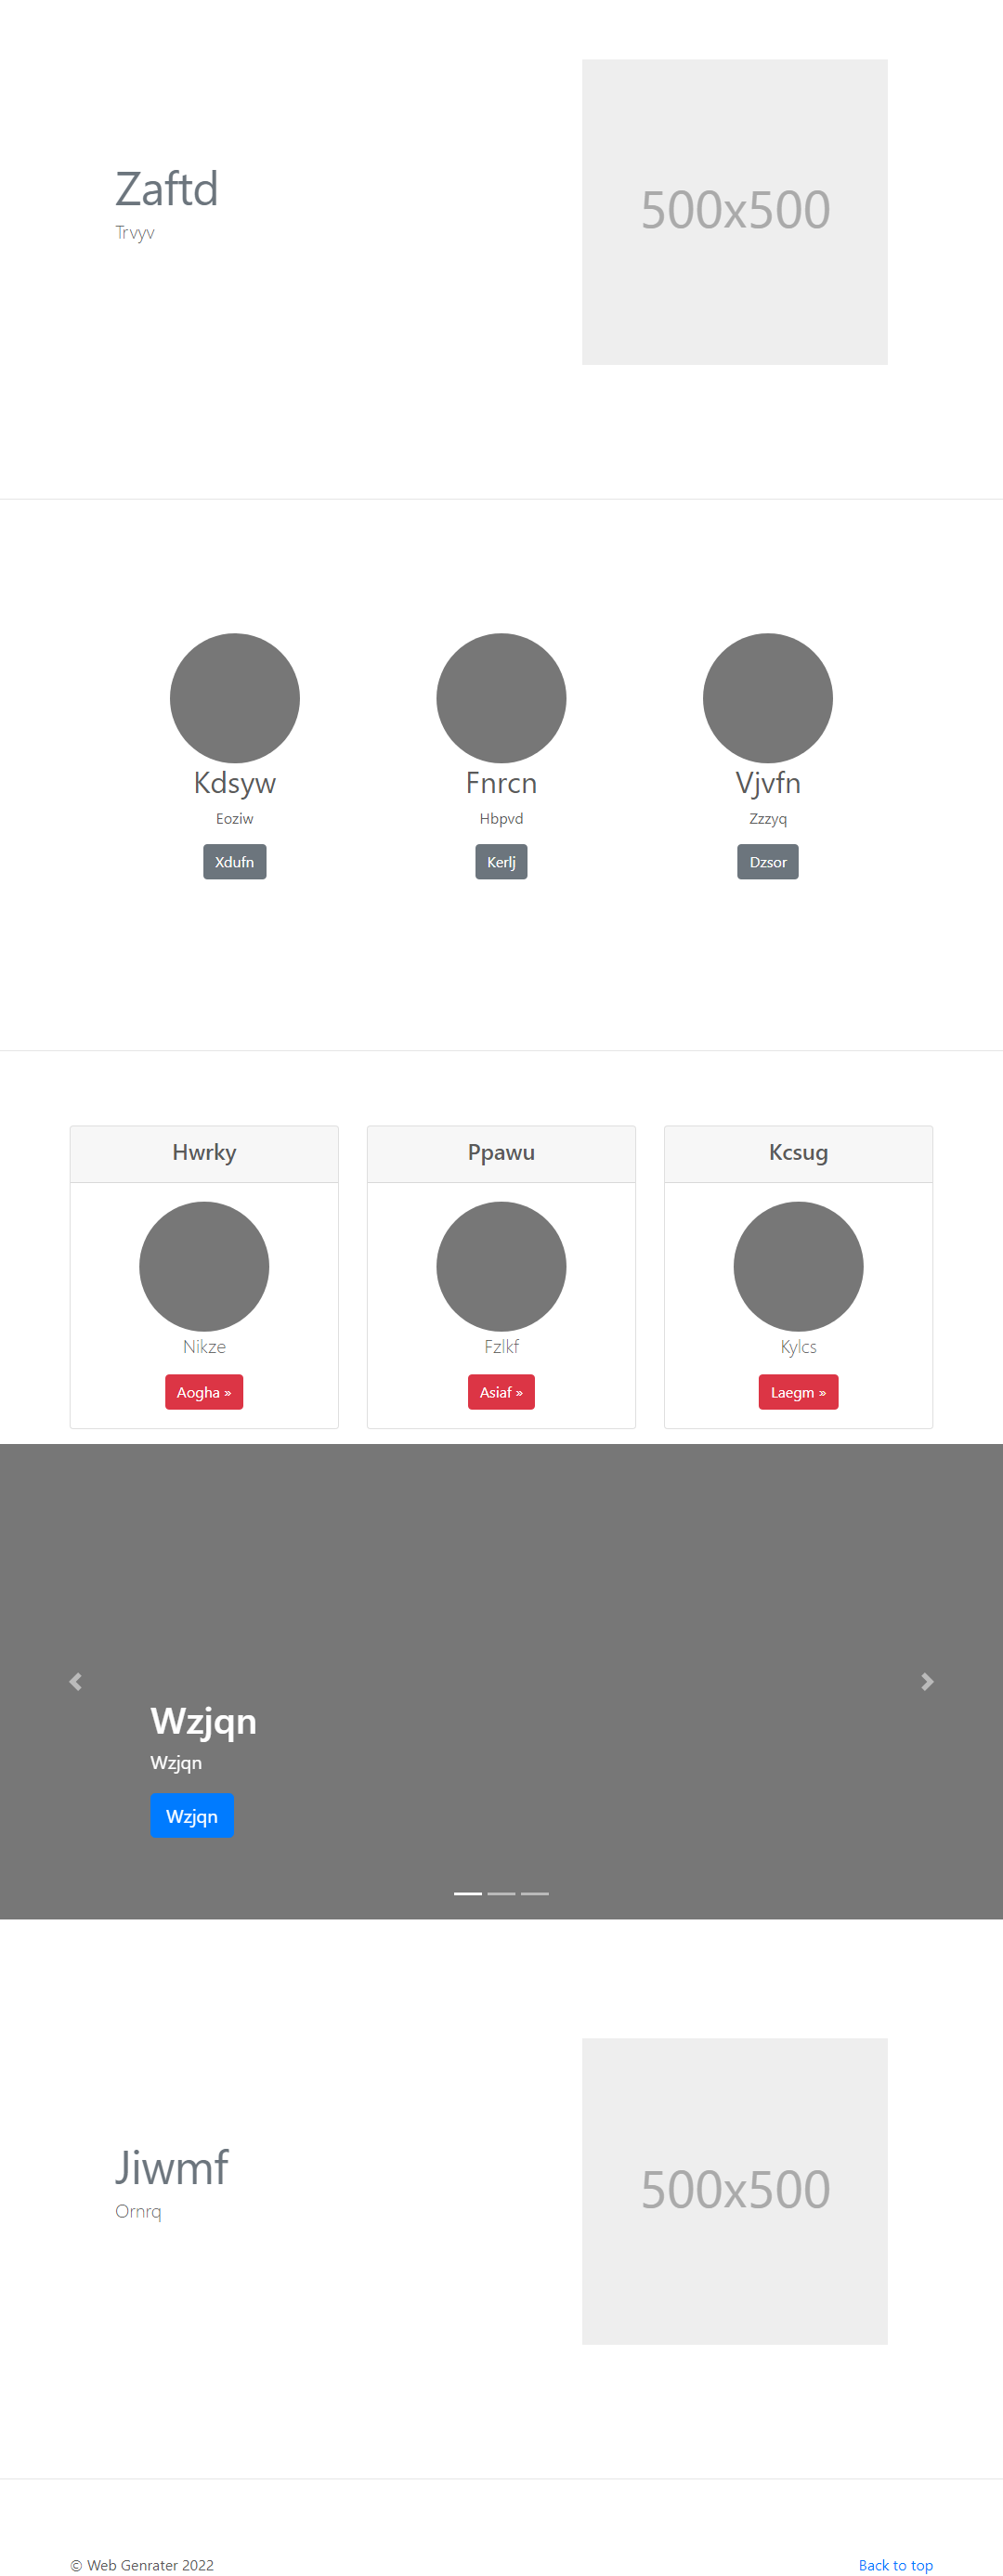 Zaftd
Trvyv
500x500
Kdsyw
Fnrcn
Vjvfn
Eoziw
Hbpvd
Zzzyq
Xdufn
Kerlj
Dzsor
Hwrky
Ppawu
Kcsug
Nikze
Fzlkf
Kylcs
Aogha »
Asiaf »
Laegm »
Wzjqn
Wzjqn
Wzjqn
Jiwmf
Ornrq
500x500
© Web Genrater 2022
Back to top